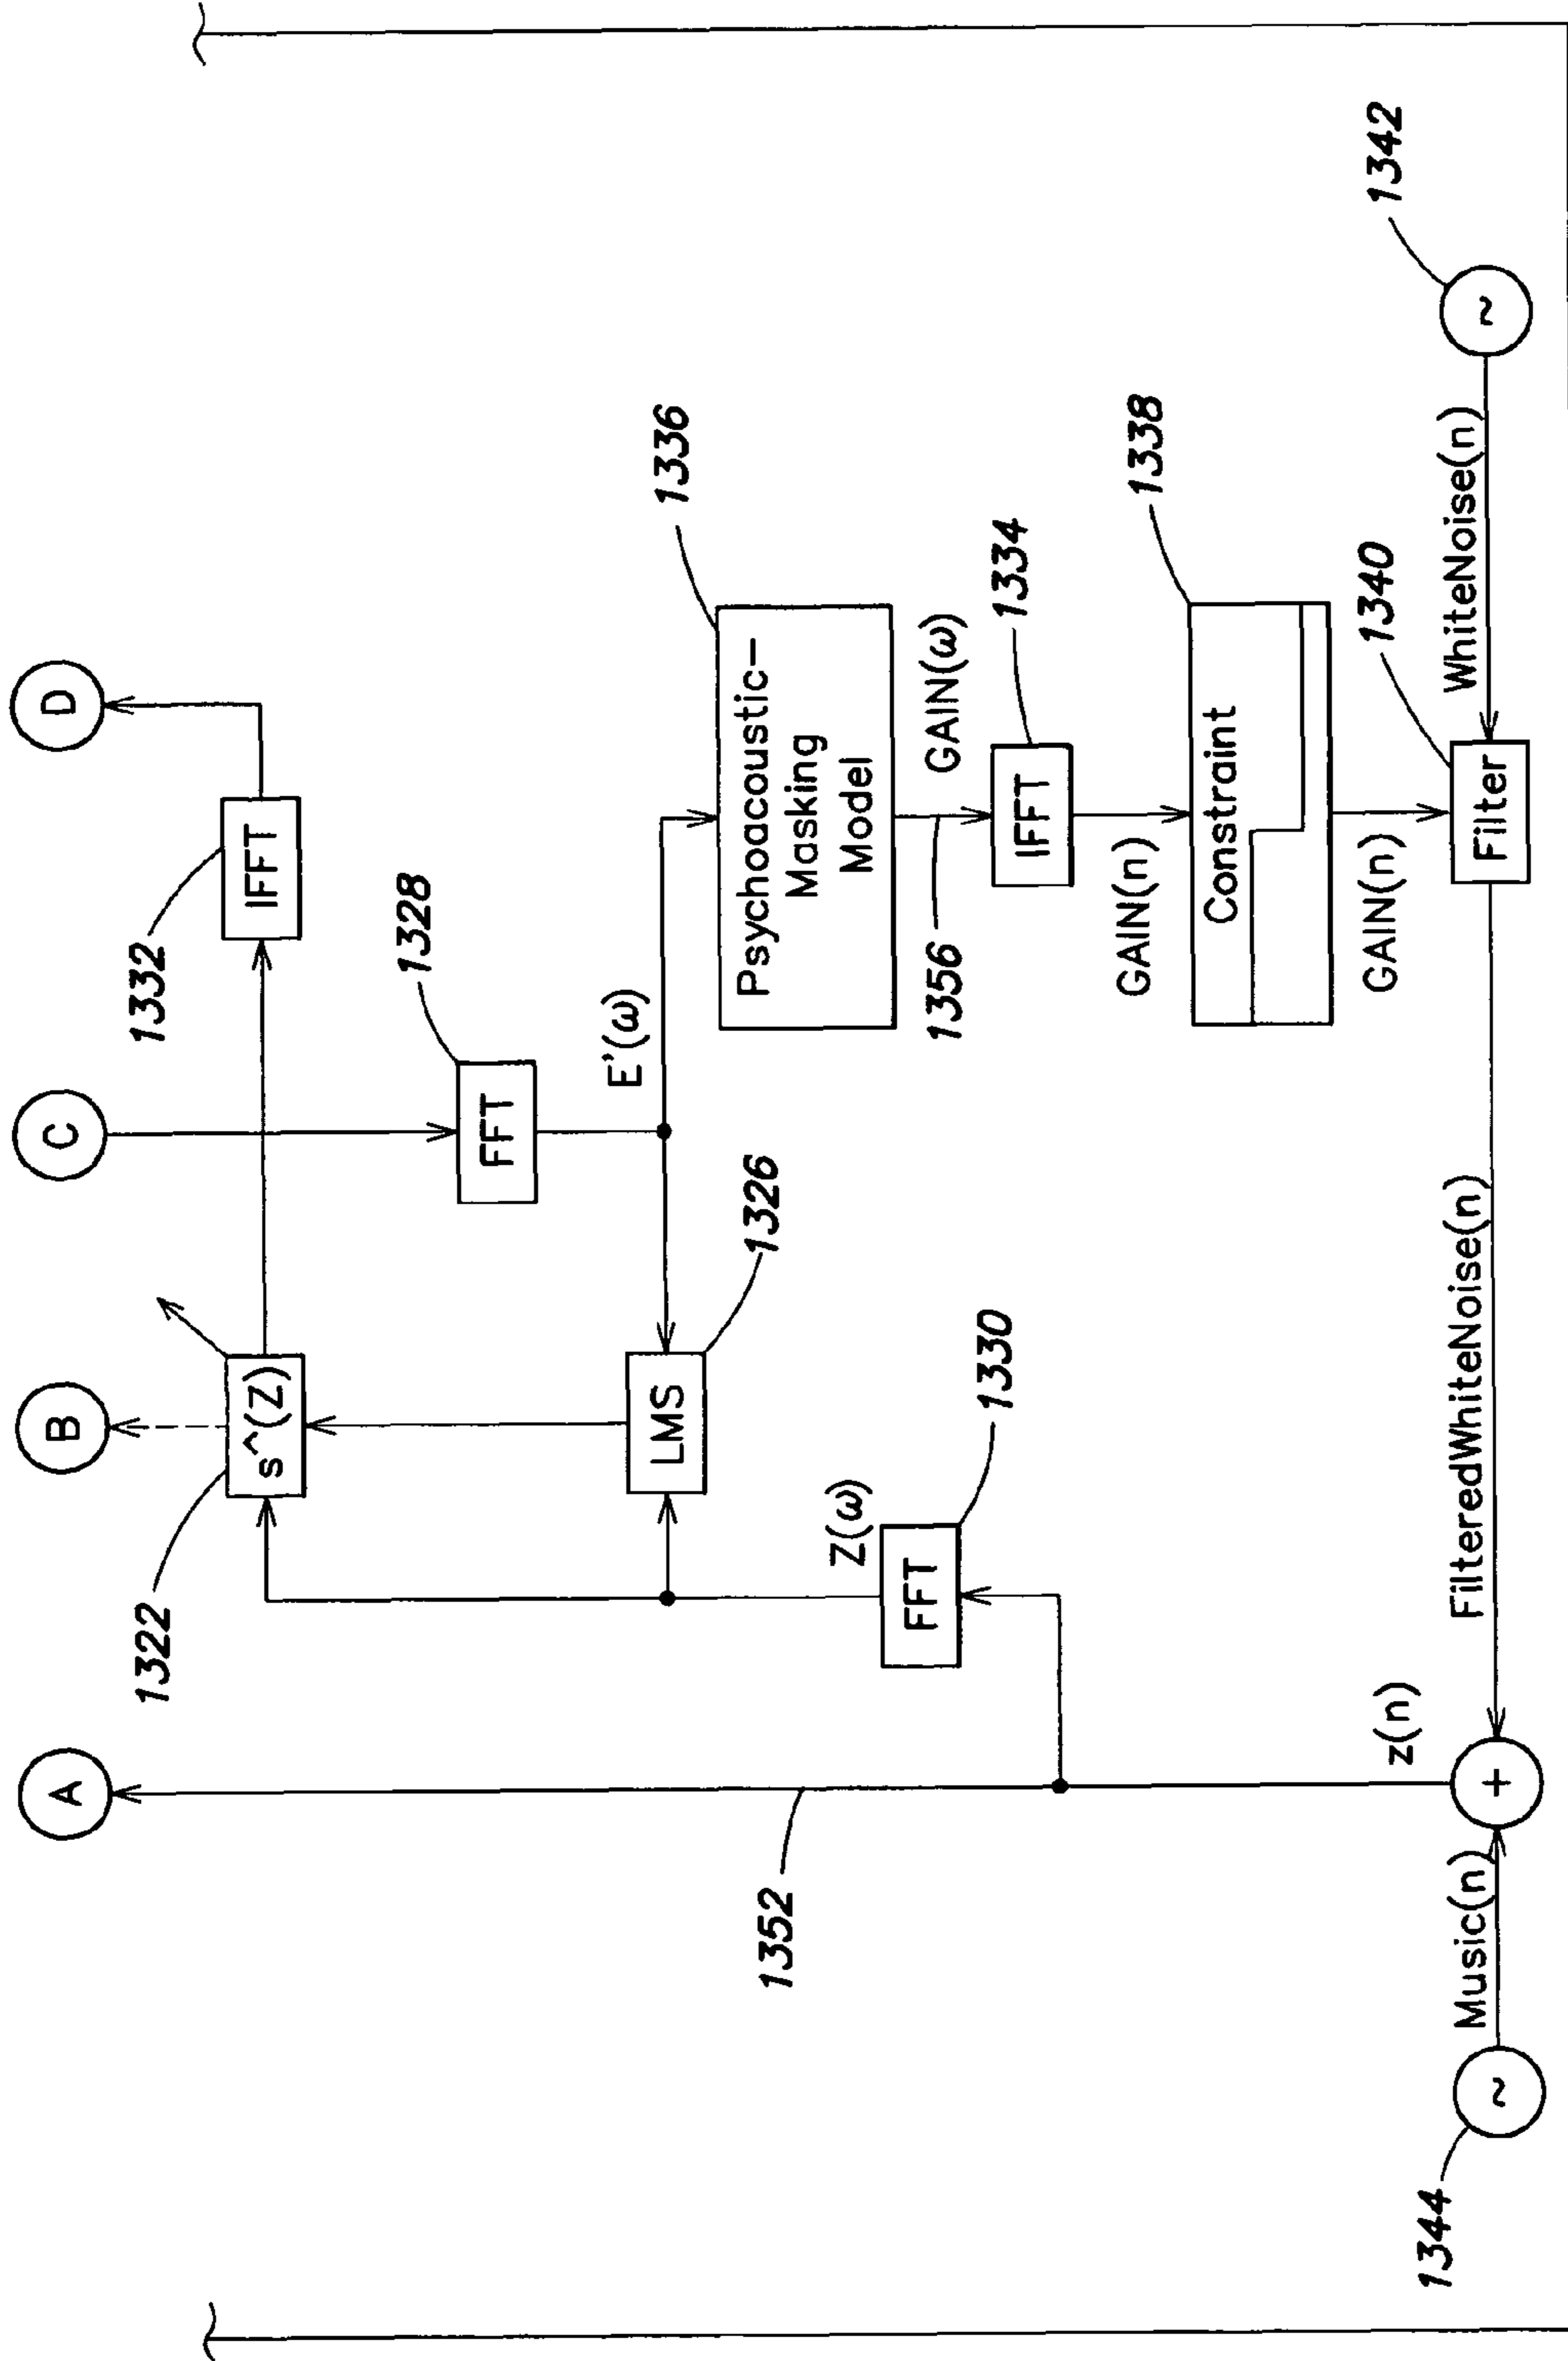 A
B
C
D
1322
s^(Z)
1332
IFFT
1328
FFT
E'(ω)
LMS
1326
1336
Psychoacoustic-
Masking
Model
1352
Z(ω)
FFT
1330
1356
GAIN(ω)
IFFT
1334
GAIN(n)
Constraint
1338
GAIN(n)
1340
1342
1344
~
Music(n)
+
z(n)
FilteredWhiteNoise(n)
Filter
WhiteNoise(n)
~